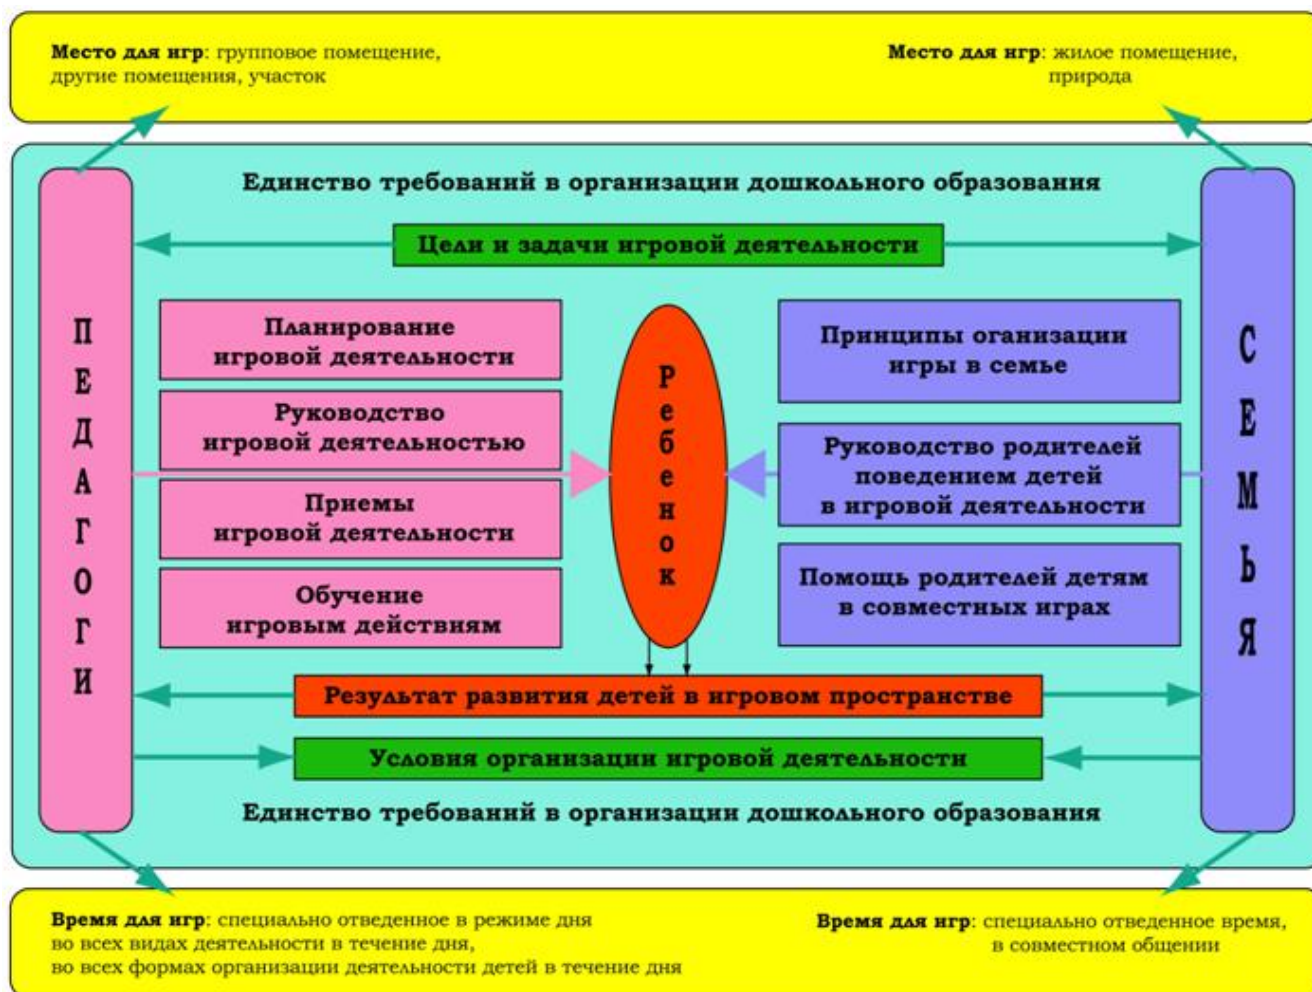 Место для игр: групповое помещение,
другие помещения, участок
Место для игр: жилое помещение,
природа
Единство требований в организации дошкольного образования
Цели и задачи игровой деятельности
ПЕДАГОГИ
Планирование
игровой деятельности
Руководство
игровой деятельностью
Приемы
игровой деятельности
Обучение
игровым действиям
Ребенок
Принципы оганизации
игры в семье
Руководство родителей
поведением детей
в игровой деятельности
Помощь родителей детям
в совместных играх
СЕМЬЯ
Результат развития детей в игровом пространстве
Условия организации игровой деятельности
Единство требований в организации дошкольного образования
Время для игр: специально отведенное в режиме дня
во всех видах деятельности в течение дня,
во всех формах организации деятельности детей в течение дня
Время для игр: специально отведенное время,
в совместном общении